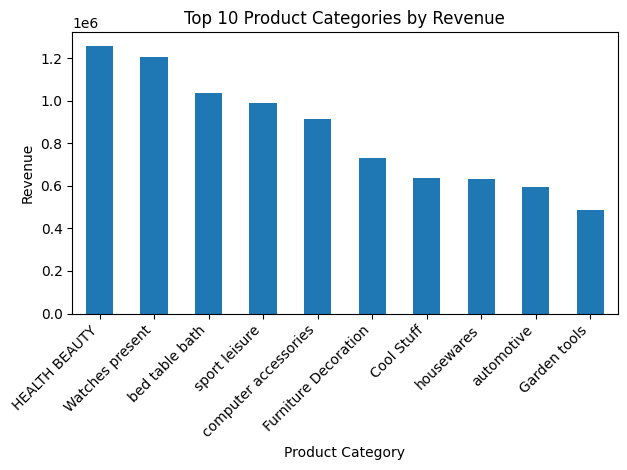 Top 10 Product Categories by Revenue
1e6
1.2
1.0
0.8
0.6
0.4
0.2
0.0
Revenue
HEALTH BEAUTY
Watches present
bed table bath
sport leisure
computer accessories
Furniture Decoration
Cool Stuff
housewares
automotive
Garden tools
Product Category